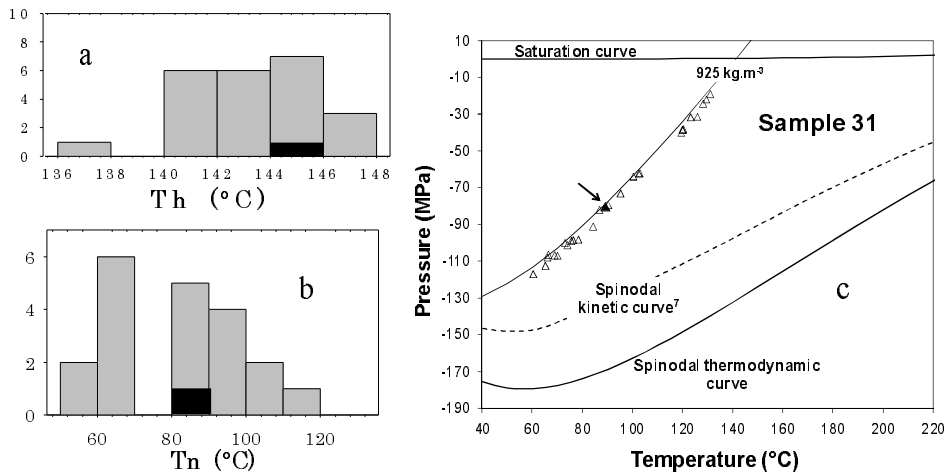 a
10
8
6
4
2
0
136 138 140 142 144 146 148
Th (°C)
b
6
4
2
0
60 80 100 120
Tn (°C)
10
-10
-30
-50
-70
-90
-110
-130
-150
-170
-190
Pressure (MPa)
Saturation curve
925 kg.m-³
Sample 31
Spinodal
kinetic curve⁷
c
Spinodal thermodynamic
curve
40 60 80 100 120 140 160 180 200 220
Temperature (°C)